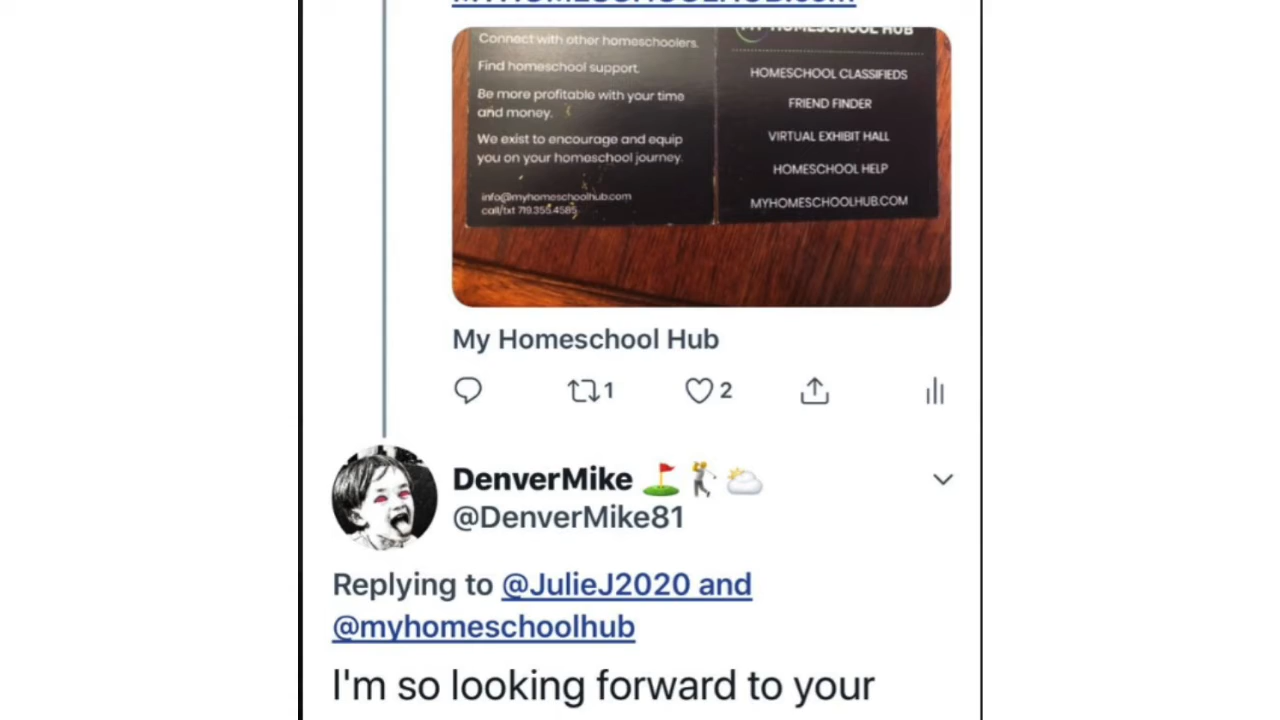 MYHOMESCHOOLHUB.com
Connect with other homeschoolers.
Find homeschool support.
Be more profitable with your time
and money.
We exist to encourage and equip
you on your homeschool journey.
info@myhomeschoolhub.com
call/txt 719.355.4585
MY HOMESCHOOL HUB
HOMESCHOOL CLASSIFIEDS
FRIEND FINDER
VIRTUAL EXHIBIT HALL
HOMESCHOOL HELP
MYHOMESCHOOLHUB.COM
My Homeschool Hub
1 2
DenverMike
@DenverMike81
Replying to @JulieJ2020 and
@myhomeschoolhub
I'm so looking forward to your